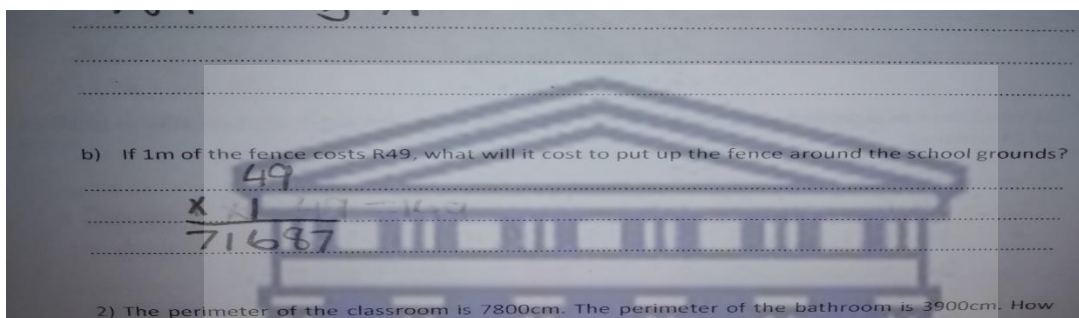 b) If 1m of the fence costs R49, what will it cost to put up the fence around the school grounds?
49
x 1
71687
2) The perimeter of the classroom is 7800cm. The perimeter of the bathroom is 3900cm. How